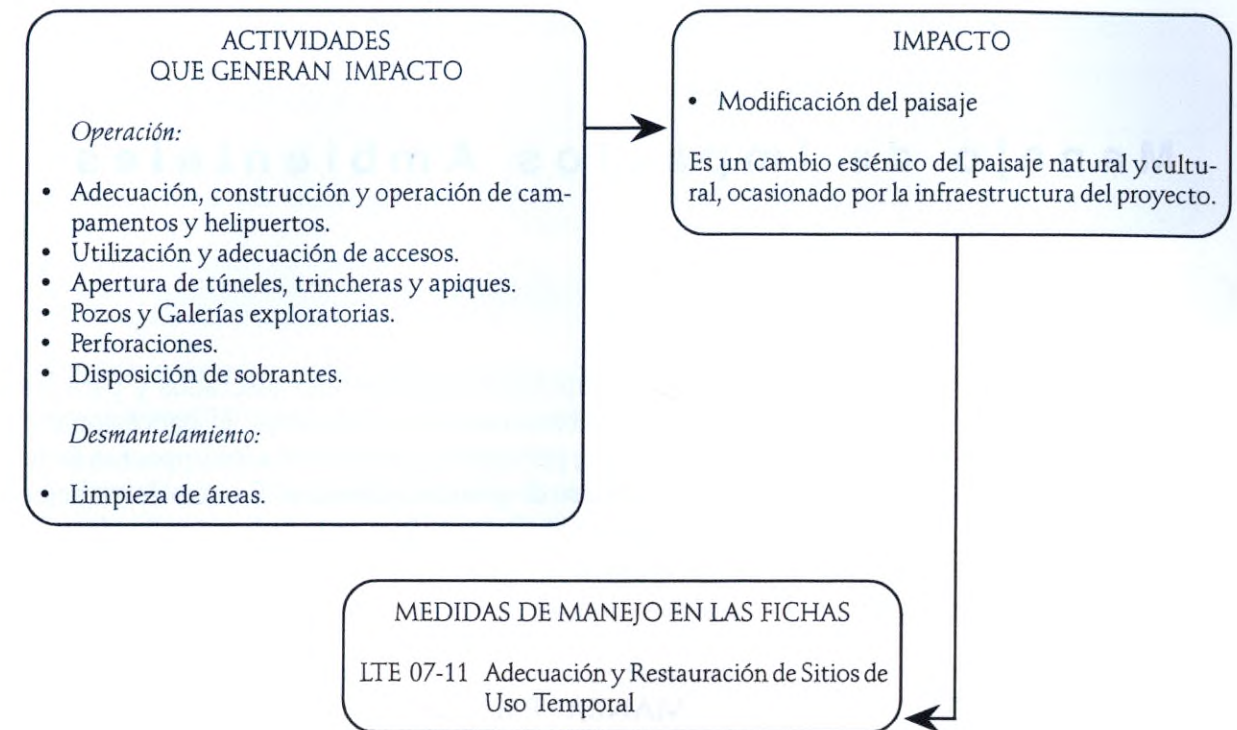 ACTIVIDADES
QUE GENERAN IMPACTO
Operación:
• Adecuación, construcción y operación de cam-
pamentos y helipuertos.
• Utilización y adecuación de accesos.
• Apertura de túneles, trincheras y apiques.
• Pozos y Galerías exploratorias.
• Perforaciones.
• Disposición de sobrantes.
Desmantelamiento:
• Limpieza de áreas.
IMPACTO
• Modificación del paisaje
Es un cambio escénico del paisaje natural y cultu-
ral, ocasionado por la infraestructura del proyecto.
MEDIDAS DE MANEJO EN LAS FICHAS
LTE 07-11 Adecuación y Restauración de Sitios de
Uso Temporal